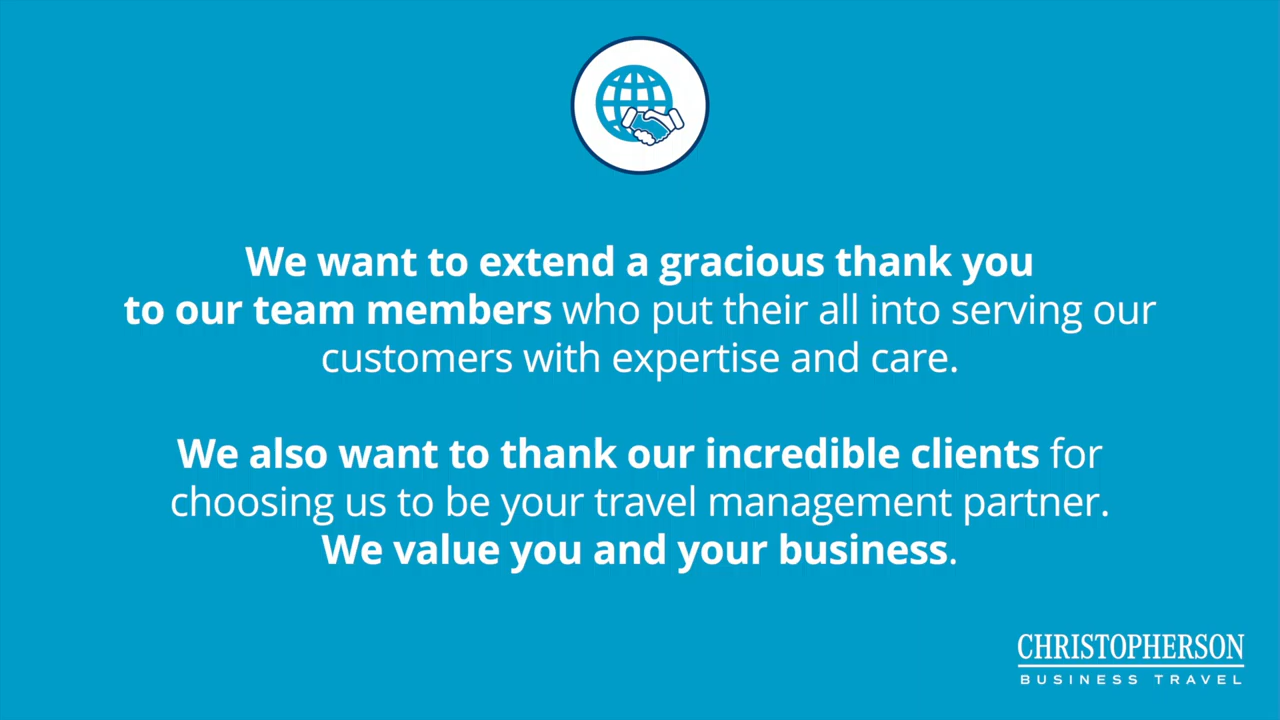 We want to extend a gracious thank you
to our team members who put their all into serving our
customers with expertise and care.
We also want to thank our incredible clients for
choosing us to be your travel management partner.
We value you and your business.
CHRISTOPHERSON
BUSINESS TRAVEL